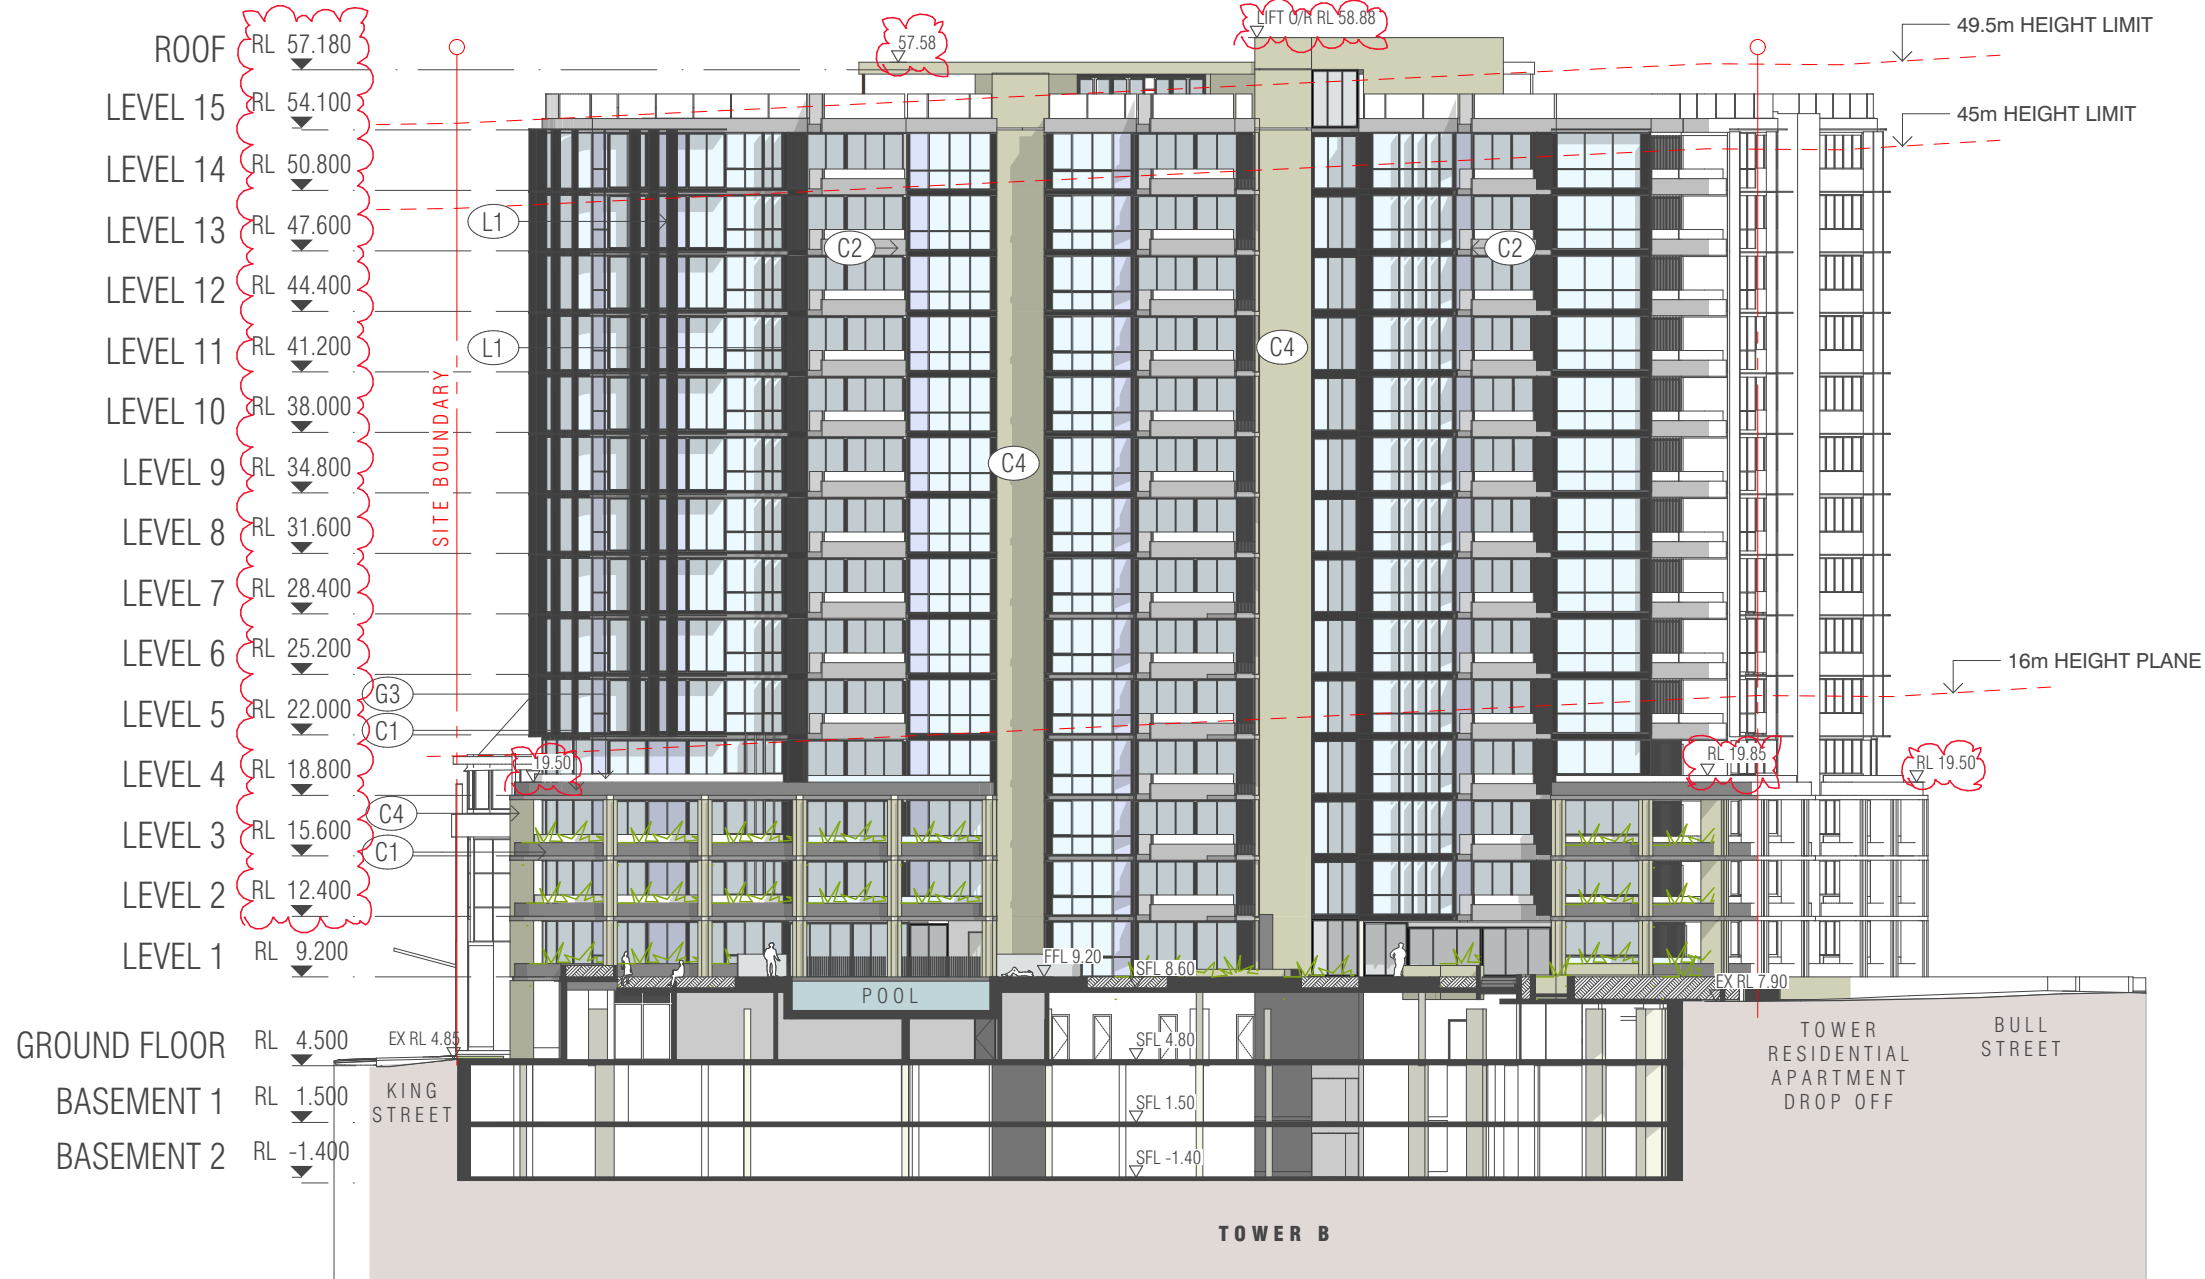 LIFT O/R RL 58.88
49.5m HEIGHT LIMIT
ROOF RL 57.180
57.58
LEVEL 15 RL 54.100
45m HEIGHT LIMIT
LEVEL 14 RL 50.800
LEVEL 13 RL 47.600
L1
C2
C2
LEVEL 12 RL 44.400
LEVEL 11 RL 41.200
L1
C4
SITE BOUNDARY
LEVEL 10 RL 38.000
LEVEL 9 RL 34.800
C4
LEVEL 8 RL 31.600
LEVEL 7 RL 28.400
LEVEL 6 RL 25.200
16m HEIGHT PLANE
G3
LEVEL 5 RL 22.000
C1
LEVEL 4 RL 18.800
19.50
RL 19.85
RL 19.50
C4
LEVEL 3 RL 15.600
C1
LEVEL 2 RL 12.400
LEVEL 1 RL 9.200
FFL 9.20
SFL 8.60
EX RL 7.90
POOL
GROUND FLOOR RL 4.500
EX RL 4.85
SFL 4.80
TOWER
RESIDENTIAL
APARTMENT
DROP OFF
BULL
STREET
KING
STREET
BASEMENT 1 RL 1.500
SFL 1.50
BASEMENT 2 RL -1.400
SFL -1.40
TOWER B